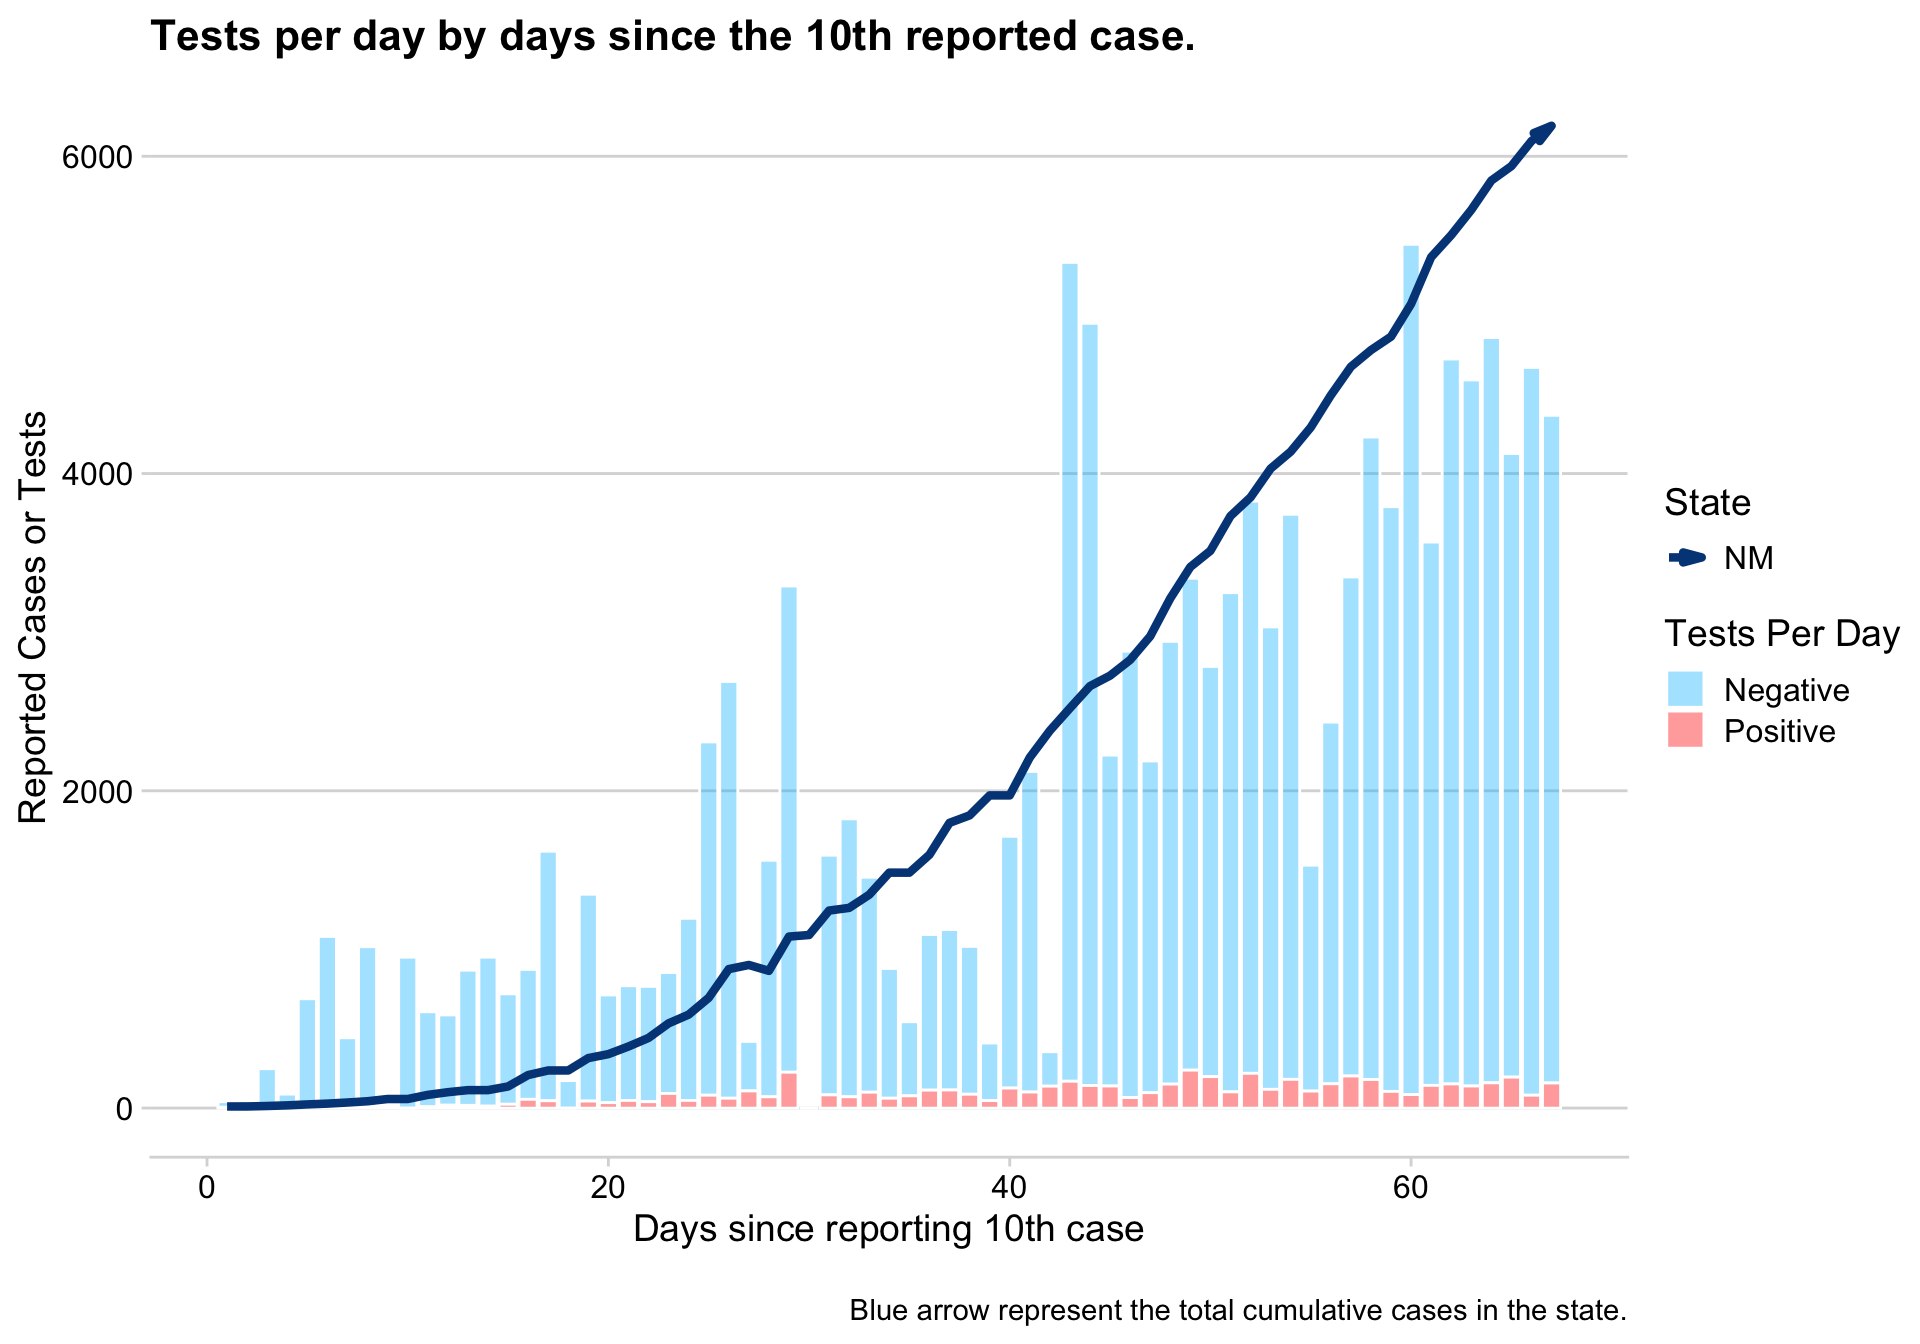 Tests per day by days since the 10th reported case.
6000
4000
2000
0
Reported Cases or Tests
0 20 40 60
Days since reporting 10th case
State
NM
Tests Per Day
Negative
Positive
Blue arrow represent the total cumulative cases in the state.